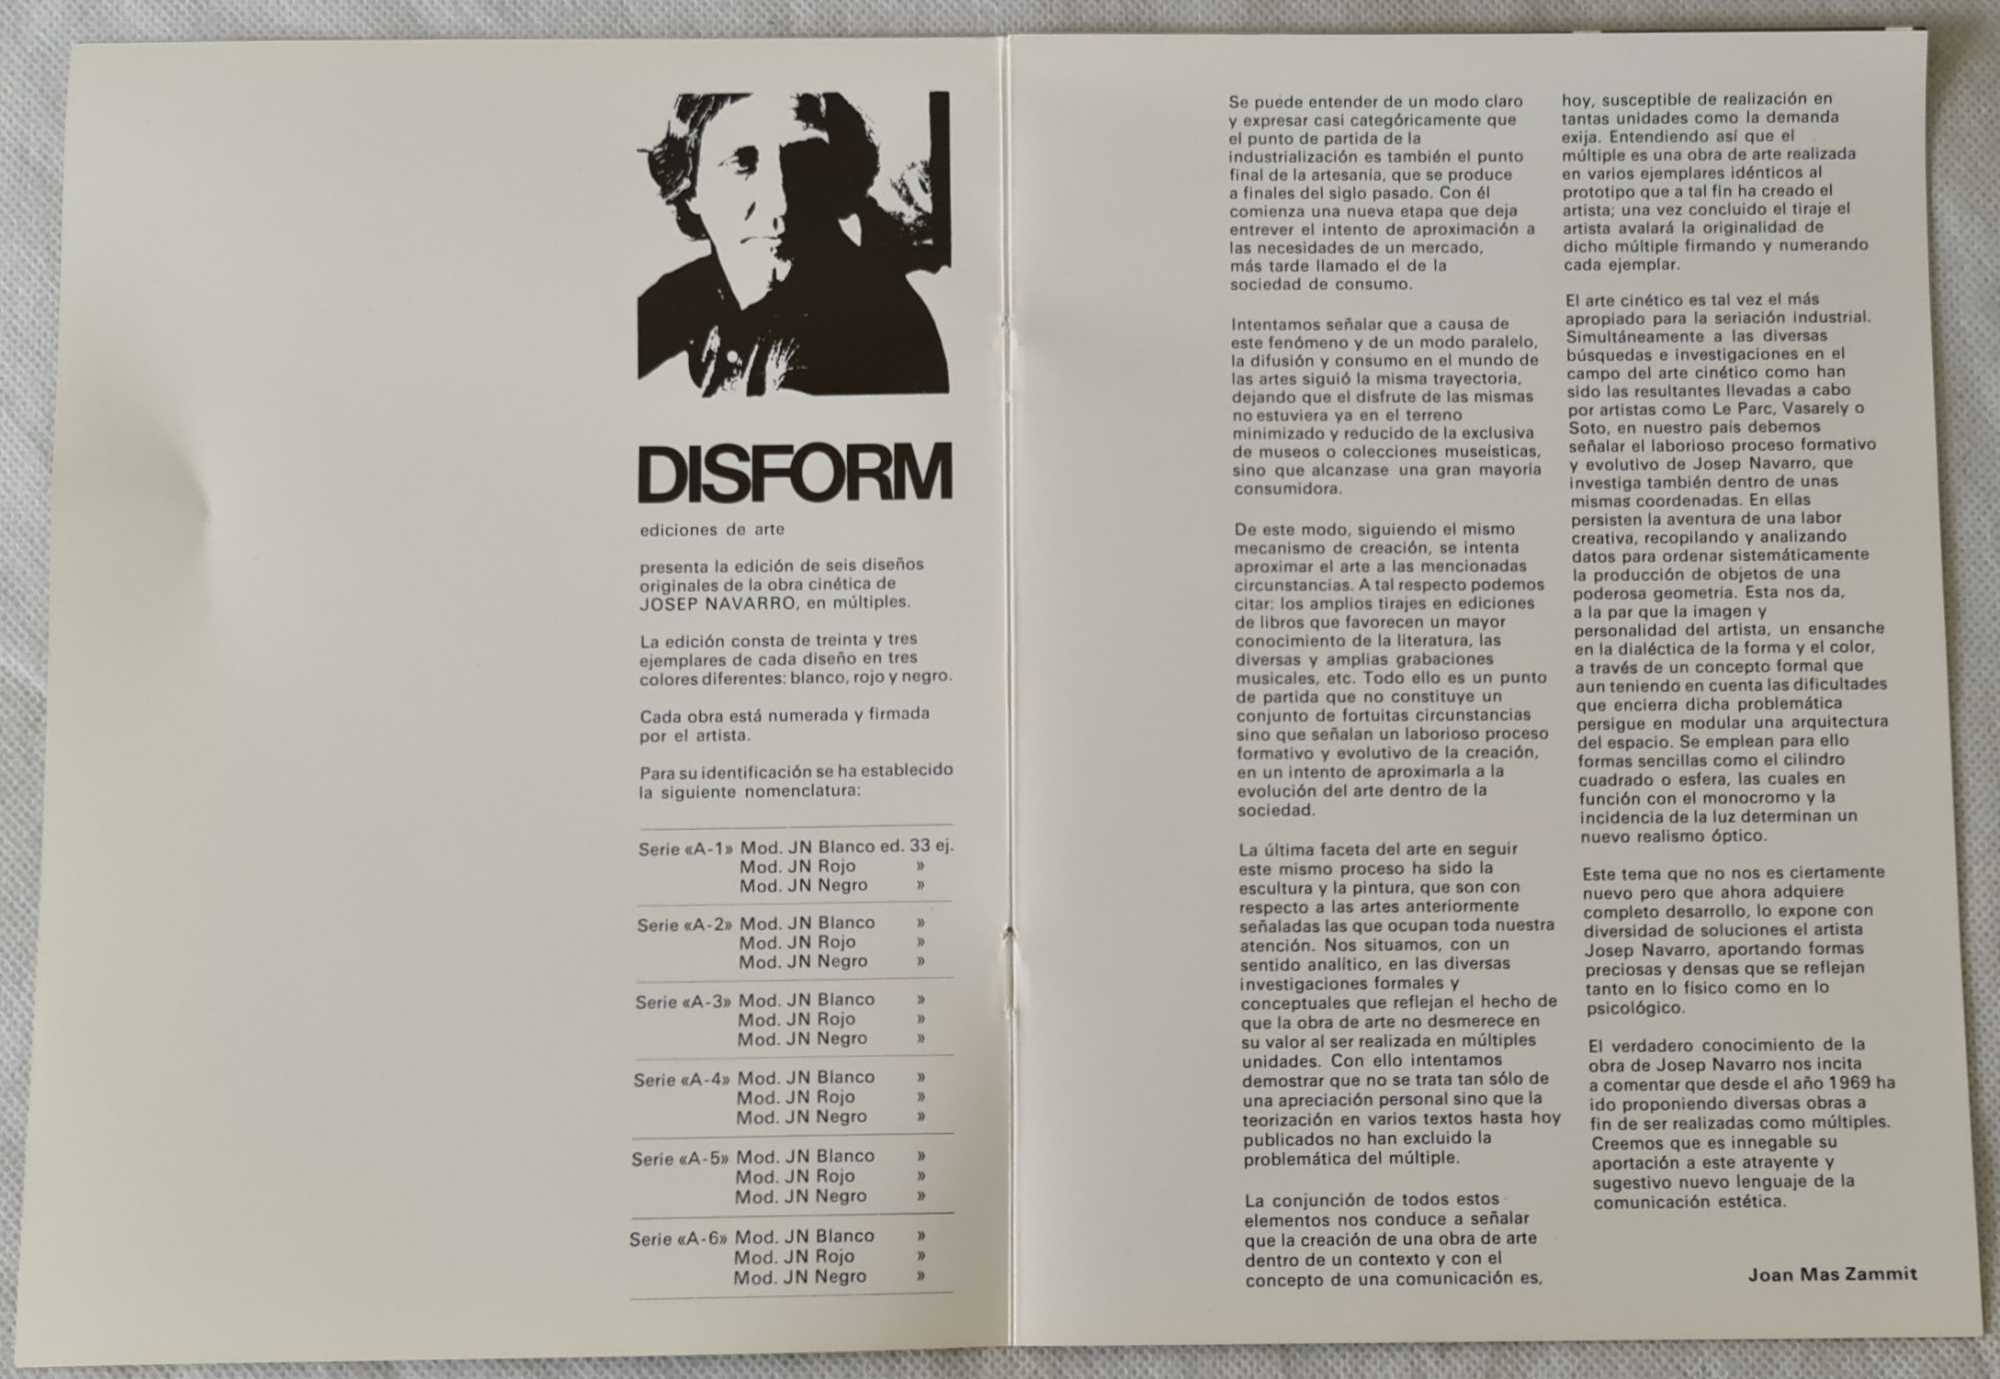 DISFORM
ediciones de arte
presenta la edición de seis diseños
originales de la obra cinética de
JOSEP NAVARRO, en múltiples.
La edición consta de treinta y tres
ejemplares de cada diseño en tres
colores diferentes: blanco, rojo y negro.
Cada obra está numerada y firmada
por el artista.
Para su identificación se ha establecido
la siguiente nomenclatura:
Serie «A-1» Mod. JN Blanco ed. 33 ej.
Mod. JN Rojo »
Mod. JN Negro »
Serie «A-2» Mod. JN Blanco »
Mod. JN Rojo »
Mod. JN Negro »
Serie «A-3» Mod. JN Blanco »
Mod. JN Rojo »
Mod. JN Negro »
Serie «A-4» Mod. JN Blanco »
Mod. JN Rojo »
Mod. JN Negro »
Serie «A-5» Mod. JN Blanco »
Mod. JN Rojo »
Mod. JN Negro »
Serie «A-6» Mod. JN Blanco »
Mod. JN Rojo »
Mod. JN Negro »
Se puede entender de un modo claro
y expresar casi categóricamente que
el punto de partida de la
industrialización es también el punto
final de la artesanía, que se produce
a finales del siglo pasado. Con él
comienza una nueva etapa que deja
entrever el intento de aproximación a
las necesidades de un mercado,
más tarde llamado el de la
sociedad de consumo.
Intentamos señalar que a causa de
este fenómeno y de un modo paralelo,
la difusión y consumo en el mundo de
las artes siguió la misma trayectoria,
dejando que el disfrute de las mismas
no estuviera ya en el terreno
minimizado y reducido de la exclusiva
de museos o colecciones museísticas,
sino que alcanzase una gran mayoría
consumidora.
De este modo, siguiendo el mismo
mecanismo de creación, se intenta
aproximar el arte a las mencionadas
circunstancias. A tal respecto podemos
citar: los amplios tirajes en ediciones
de libros que favorecen un mayor
conocimiento de la literatura, las
diversas y amplias grabaciones
musicales, etc. Todo ello es un punto
de partida que no constituye un
conjunto de fortuitas circunstancias
sino que señalan un laborioso proceso
formativo y evolutivo de la creación,
en un intento de aproximarla a la
evolución del arte dentro de la
sociedad.
La última faceta del arte en seguir
este mismo proceso ha sido la
escultura y la pintura, que son con
respecto a las artes anteriormente
señaladas las que ocupan toda nuestra
atención. Nos situamos, con un
sentido analítico, en las diversas
investigaciones formales y
conceptuales que reflejan el hecho de
que la obra de arte no desmerece en
su valor al ser realizada en múltiples
unidades. Con ello intentamos
demostrar que no se trata tan sólo de
una apreciación personal sino que la
teorización en varios textos hasta hoy
publicados no han excluido la
problemática del múltiple.
La conjunción de todos estos
elementos nos conduce a señalar
que la creación de una obra de arte
dentro de un contexto y con el
concepto de una comunicación es,
hoy, susceptible de realización en
tantas unidades como la demanda
exija. Entendiendo así que el
múltiple es una obra de arte realizada
en varios ejemplares idénticos al
prototipo que a tal fin ha creado el
artista; una vez concluido el tiraje el
artista avalará la originalidad de
dicho múltiple firmando y numerando
cada ejemplar.
El arte cinético es tal vez el más
apropiado para la seriación industrial.
Simultáneamente a las diversas
búsquedas e investigaciones en el
campo del arte cinético como han
sido las resultantes llevadas a cabo
por artistas como Le Parc, Vasarely o
Soto, en nuestro país debemos
señalar el laborioso proceso formativo
y evolutivo de Josep Navarro, que
investiga también dentro de unas
mismas coordenadas. En ellas
persisten la aventura de una labor
creativa, recopilando y analizando
datos para ordenar sistemáticamente
la producción de objetos de una
poderosa geometría. Esta nos da,
a la par que la imagen y
personalidad del artista, un ensanche
en la dialéctica de la forma y el color,
a través de un concepto formal que
aun teniendo en cuenta las dificultades
que encierra dicha problemática
persigue en modular una arquitectura
del espacio. Se emplean para ello
formas sencillas como el cilindro
cuadrado o esfera, las cuales en
función con el monocromo y la
incidencia de la luz determinan un
nuevo realismo óptico.
Este tema que no nos es ciertamente
nuevo pero que ahora adquiere
completo desarrollo, lo expone con
diversidad de soluciones el artista
Josep Navarro, aportando formas
preciosas y densas que se reflejan
tanto en lo físico como en lo
psicológico.
El verdadero conocimiento de la
obra de Josep Navarro nos incita
a comentar que desde el año 1969 ha
ido proponiendo diversas obras a
fin de ser realizadas como múltiples.
Creemos que es innegable su
aportación a este atrayente y
sugestivo nuevo lenguaje de la
comunicación estética.
Joan Mas Zammit